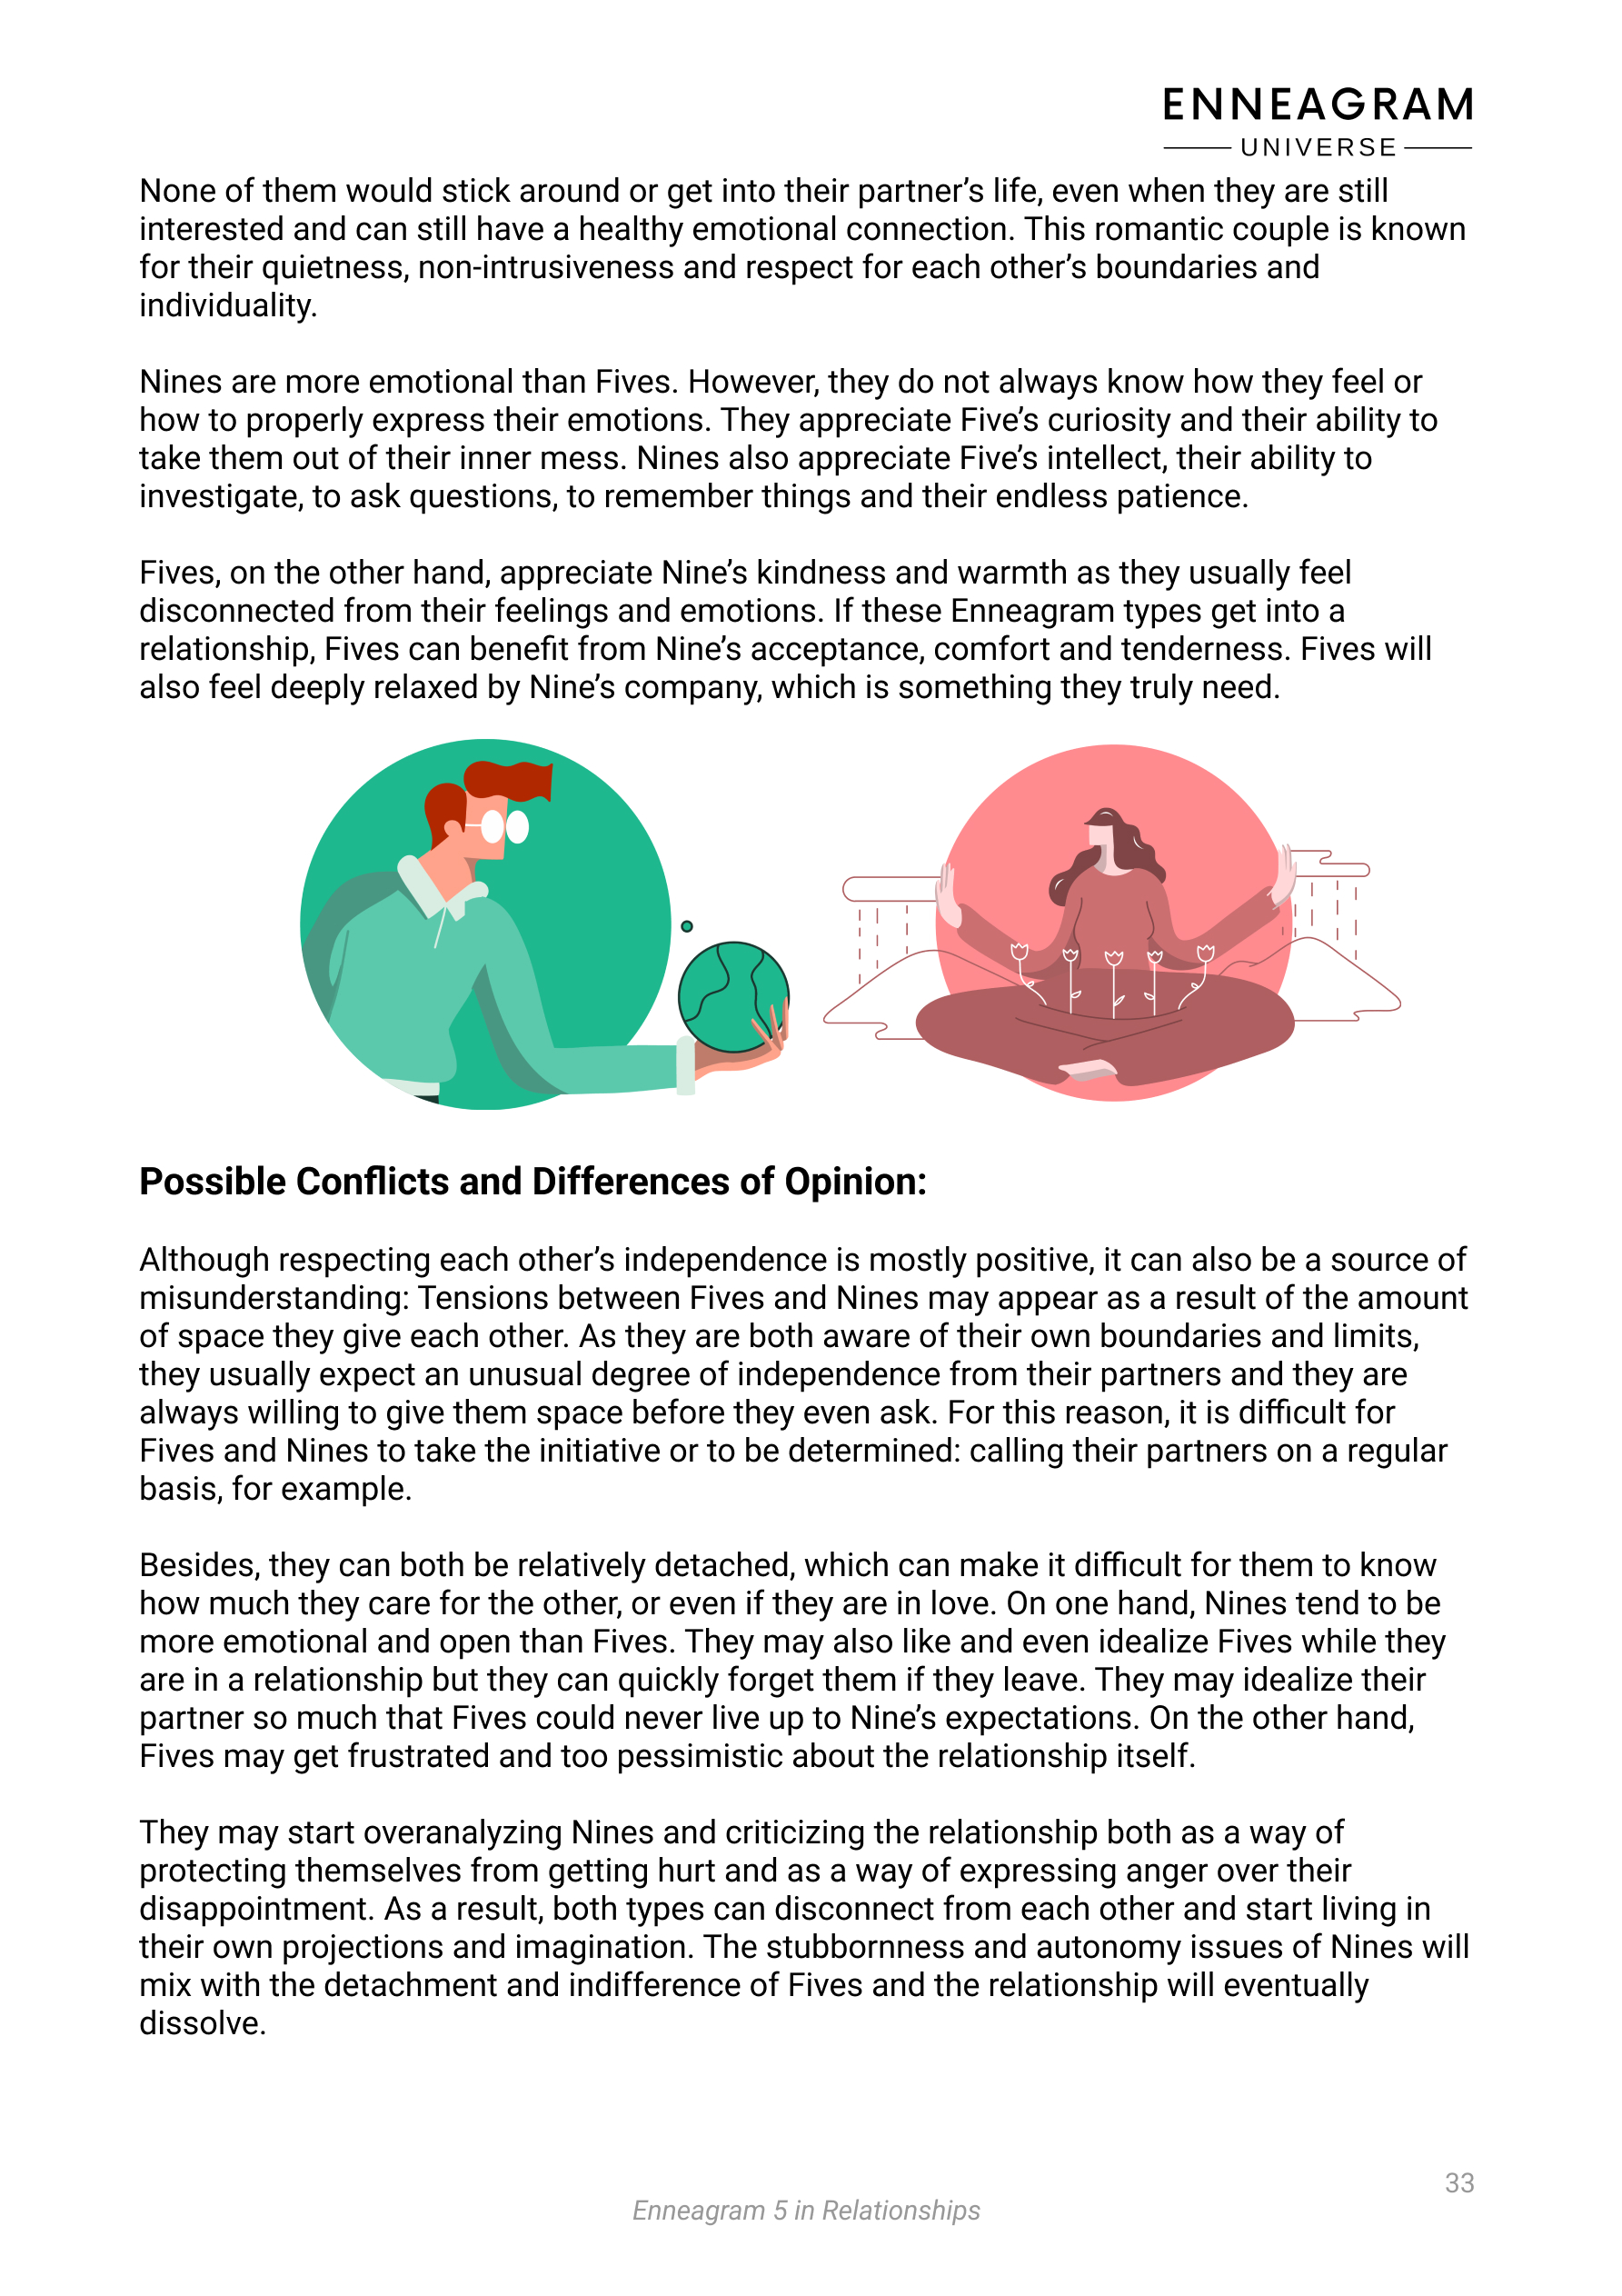 ENNEAGRAM
UNIVERSE
None of them would stick around or get into their partner’s life, even when they are still
interested and can still have a healthy emotional connection. This romantic couple is known
for their quietness, non-intrusiveness and respect for each other’s boundaries and
individuality.
Nines are more emotional than Fives. However, they do not always know how they feel or
how to properly express their emotions. They appreciate Five’s curiosity and their ability to
take them out of their inner mess. Nines also appreciate Five’s intellect, their ability to
investigate, to ask questions, to remember things and their endless patience.
Fives, on the other hand, appreciate Nine’s kindness and warmth as they usually feel
disconnected from their feelings and emotions. If these Enneagram types get into a
relationship, Fives can benefit from Nine’s acceptance, comfort and tenderness. Fives will
also feel deeply relaxed by Nine’s company, which is something they truly need.
Possible Conflicts and Differences of Opinion:
Although respecting each other’s independence is mostly positive, it can also be a source of
misunderstanding: Tensions between Fives and Nines may appear as a result of the amount
of space they give each other. As they are both aware of their own boundaries and limits,
they usually expect an unusual degree of independence from their partners and they are
always willing to give them space before they even ask. For this reason, it is difficult for
Fives and Nines to take the initiative or to be determined: calling their partners on a regular
basis, for example.
Besides, they can both be relatively detached, which can make it difficult for them to know
how much they care for the other, or even if they are in love. On one hand, Nines tend to be
more emotional and open than Fives. They may also like and even idealize Fives while they
are in a relationship but they can quickly forget them if they leave. They may idealize their
partner so much that Fives could never live up to Nine’s expectations. On the other hand,
Fives may get frustrated and too pessimistic about the relationship itself.
They may start overanalyzing Nines and criticizing the relationship both as a way of
protecting themselves from getting hurt and as a way of expressing anger over their
disappointment. As a result, both types can disconnect from each other and start living in
their own projections and imagination. The stubbornness and autonomy issues of Nines will
mix with the detachment and indifference of Fives and the relationship will eventually
dissolve.
33
Enneagram 5 in Relationships